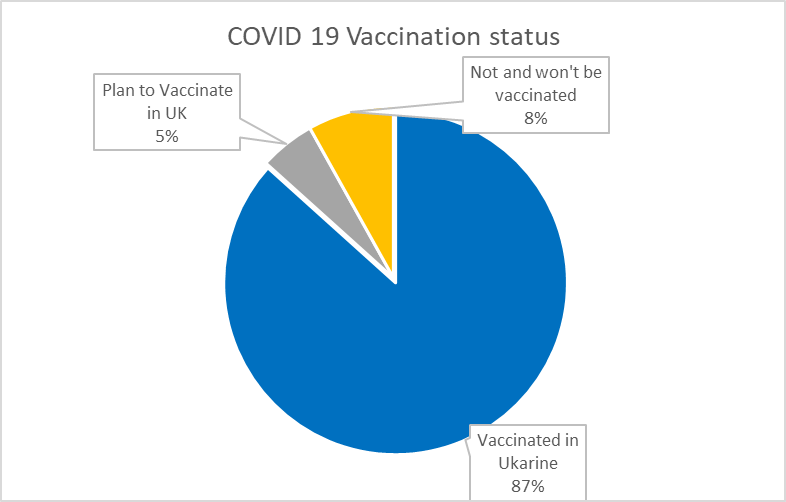 COVID 19 Vaccination status
Plan to Vaccinate
in UK
5%
Not and won't be
vaccinated
8%
Vaccinated in
Ukarine
87%